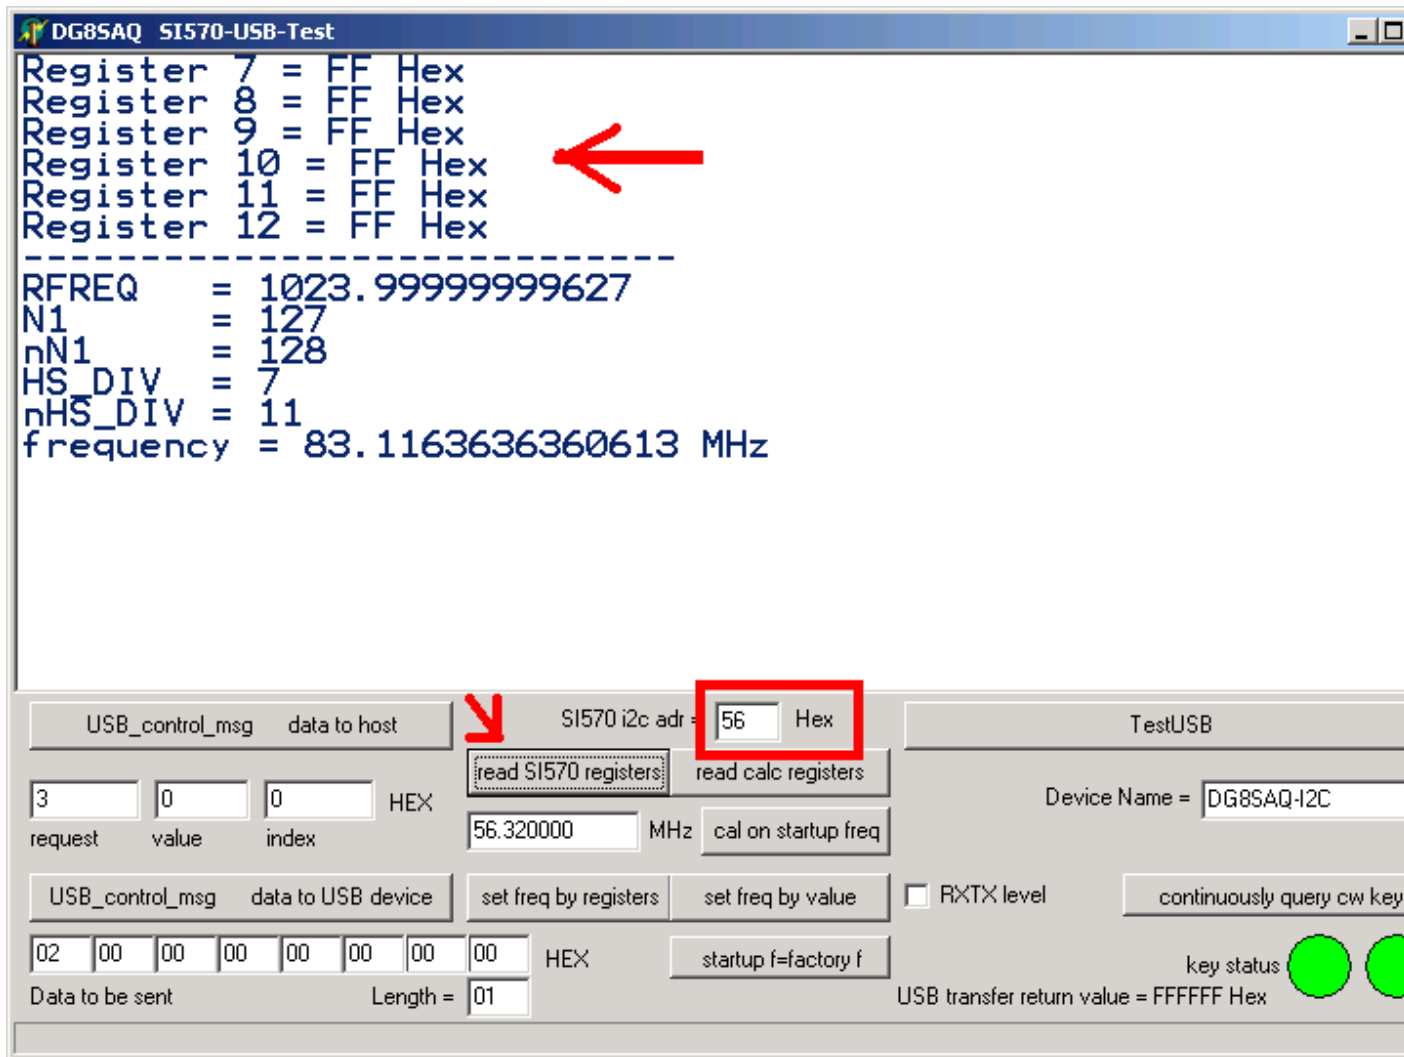 DG8SAQ SI570-USB-Test
Register 7 = FF Hex
Register 8 = FF Hex
Register 9 = FF Hex
Register 10 = FF Hex
Register 11 = FF Hex
Register 12 = FF Hex
---------------------------
RFREQ = 1023.99999999627
N1 = 127
nN1 = 128
HS_DIV = 7
nHS_DIV = 11
frequency = 83.1163636360613 MHz
USB_control_msg data to host
SI570 i2c adr = 56 Hex
TestUSB
read SI570 registers
read calc registers
3 0 0 HEX
request value index
Device Name = DG8SAQ-I2C
56.320000 MHz
cal on startup freq
USB_control_msg data to USB device
set freq by registers
set freq by value
RXTX level
continuously query cw key
02 00 00 00 00 00 00 00 HEX
startup f=factory f
key status
Data to be sent
Length = 01
USB transfer return value = FFFFFF Hex